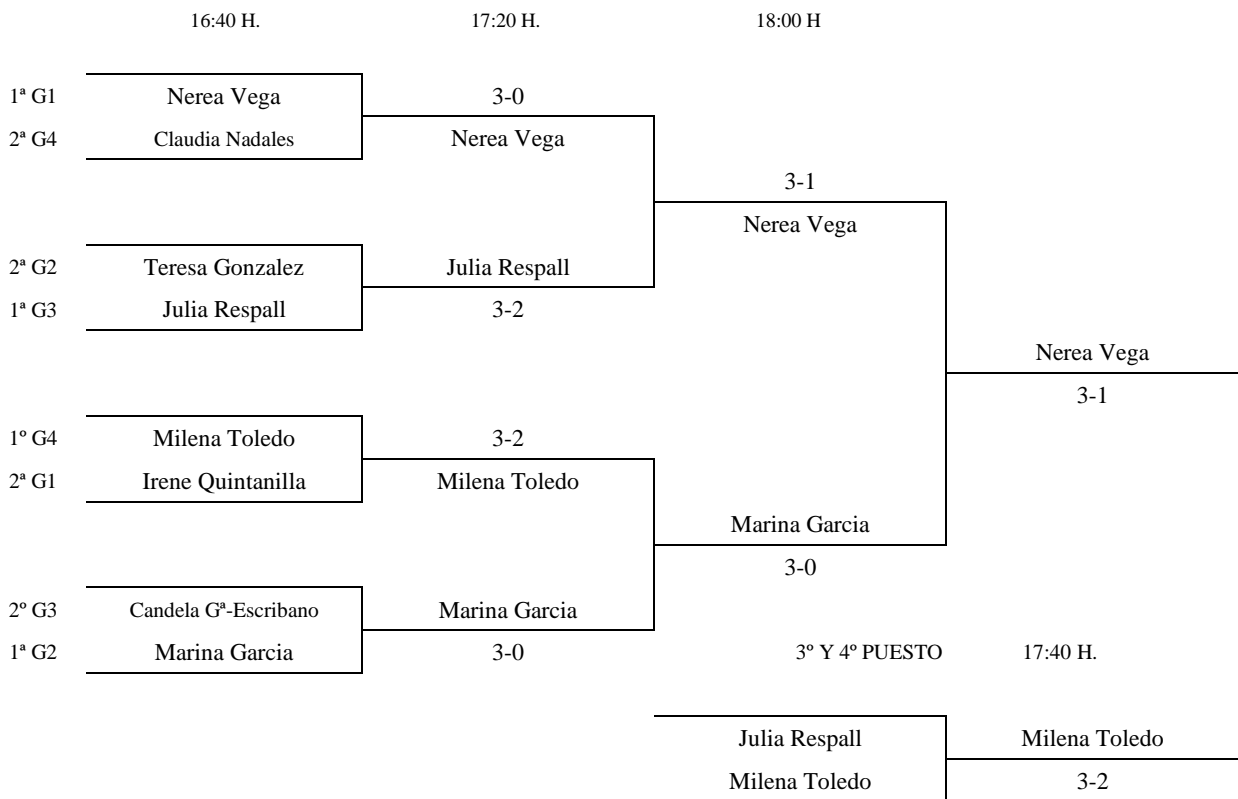 16:40 H. 17:20 H. 18:00 H
1ª G1 Nerea Vega 3-0
2ª G4 Claudia Nadales Nerea Vega
3-1
Nerea Vega
2ª G2 Teresa Gonzalez Julia Respall
1ª G3 Julia Respall 3-2
Nerea Vega
3-1
1º G4 Milena Toledo 3-2
2ª G1 Irene Quintanilla Milena Toledo
Marina Garcia
3-0
2º G3 Candela Gª-Escribano Marina Garcia
1ª G2 Marina Garcia 3-0 3º Y 4º PUESTO 17:40 H.
Julia Respall Milena Toledo
Milena Toledo 3-2